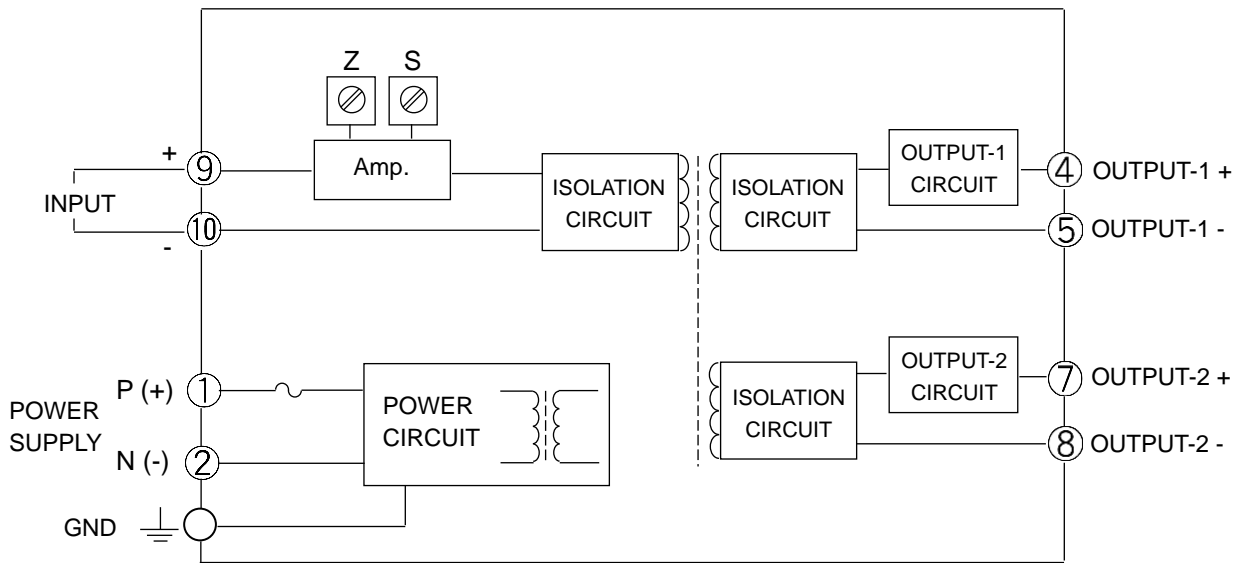 Z
S
+
9
Amp.
INPUT
10
-
ISOLATION
CIRCUIT
ISOLATION
CIRCUIT
OUTPUT-1
CIRCUIT
4
OUTPUT-1 +
5
OUTPUT-1 -
POWER
SUPPLY
P (+)
1
N (-)
2
GND
POWER
CIRCUIT
ISOLATION
CIRCUIT
OUTPUT-2
CIRCUIT
7
OUTPUT-2 +
8
OUTPUT-2 -